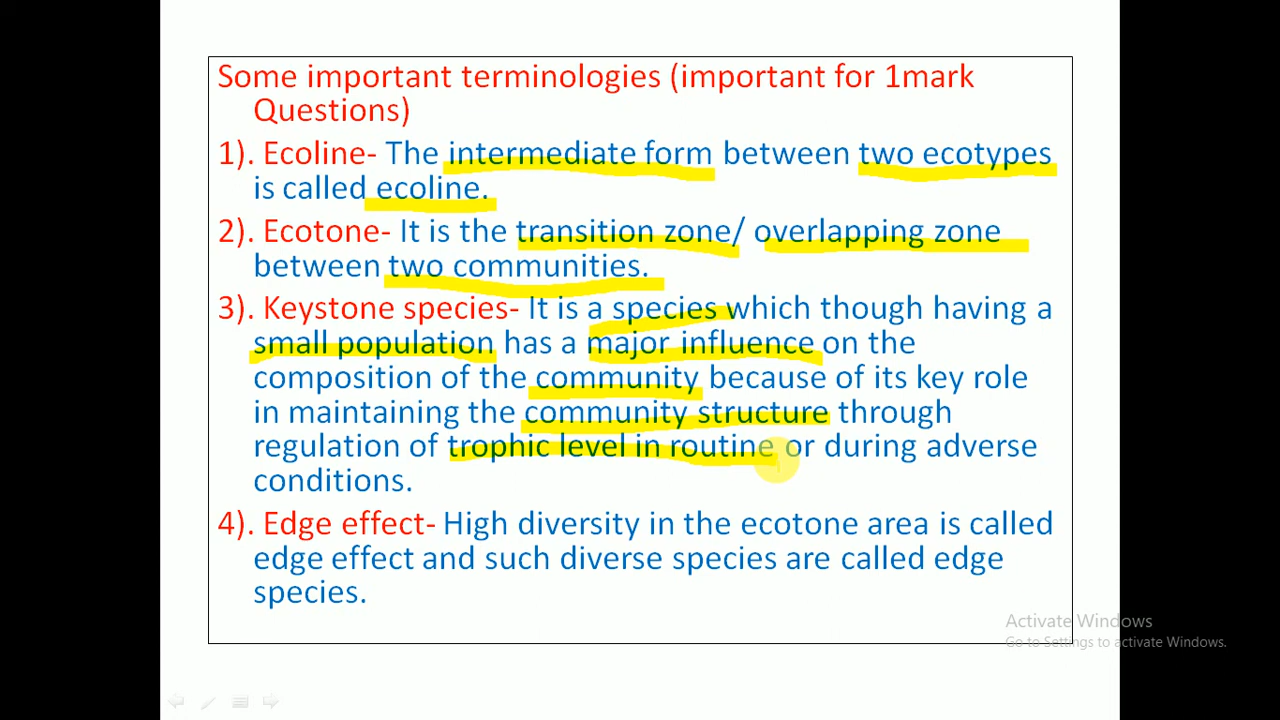 Some important terminologies (important for 1mark
Questions)
1). Ecoline- The intermediate form between two ecotypes
is called ecoline.
2). Ecotone- It is the transition zone/ overlapping zone
between two communities.
3). Keystone species- It is a species which though having a
small population has a major influence on the
composition of the community because of its key role
in maintaining the community structure through
regulation of trophic level in routine or during adverse
conditions.
4). Edge effect- High diversity in the ecotone area is called
edge effect and such diverse species are called edge
species.
Activate Windows
Go to Settings to activate Windows.